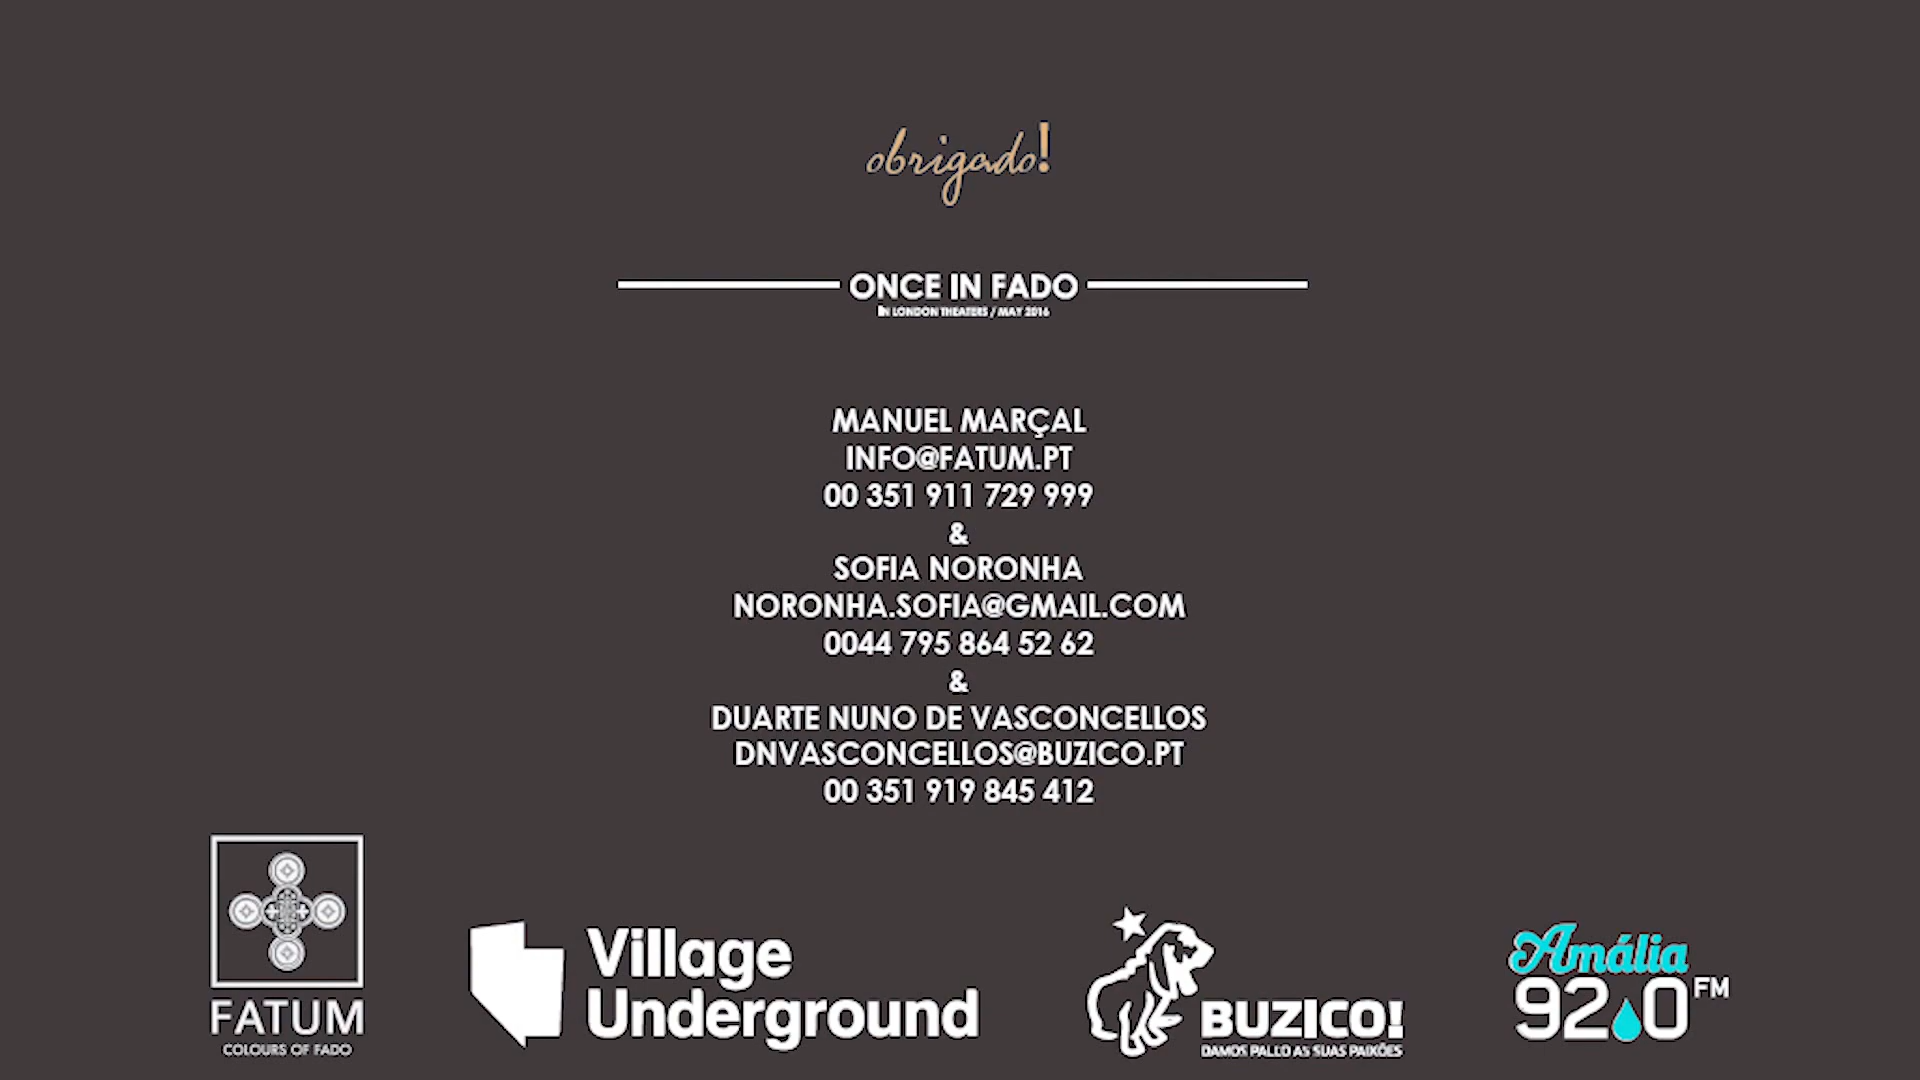 obrigado!
ONCE IN FADO
IN LONDON THEATERS / MAY 2016
MANUEL MARÇAL
INFO@FATUM.PT
00 351 911 729 999
&
SOFIA NORONHA
NORONHA.SOFIA@GMAIL.COM
0044 795 864 52 62
&
DUARTE NUNO DE VASCONCELLOS
DNVASCONCELLOS@BUZICO.PT
00 351 919 845 412
FATUM
COLOURS OF FADO
Village
Underground
BUZICO!
DAMOS PALCO AS SUAS PAIXÕES
Amália
92.0 FM